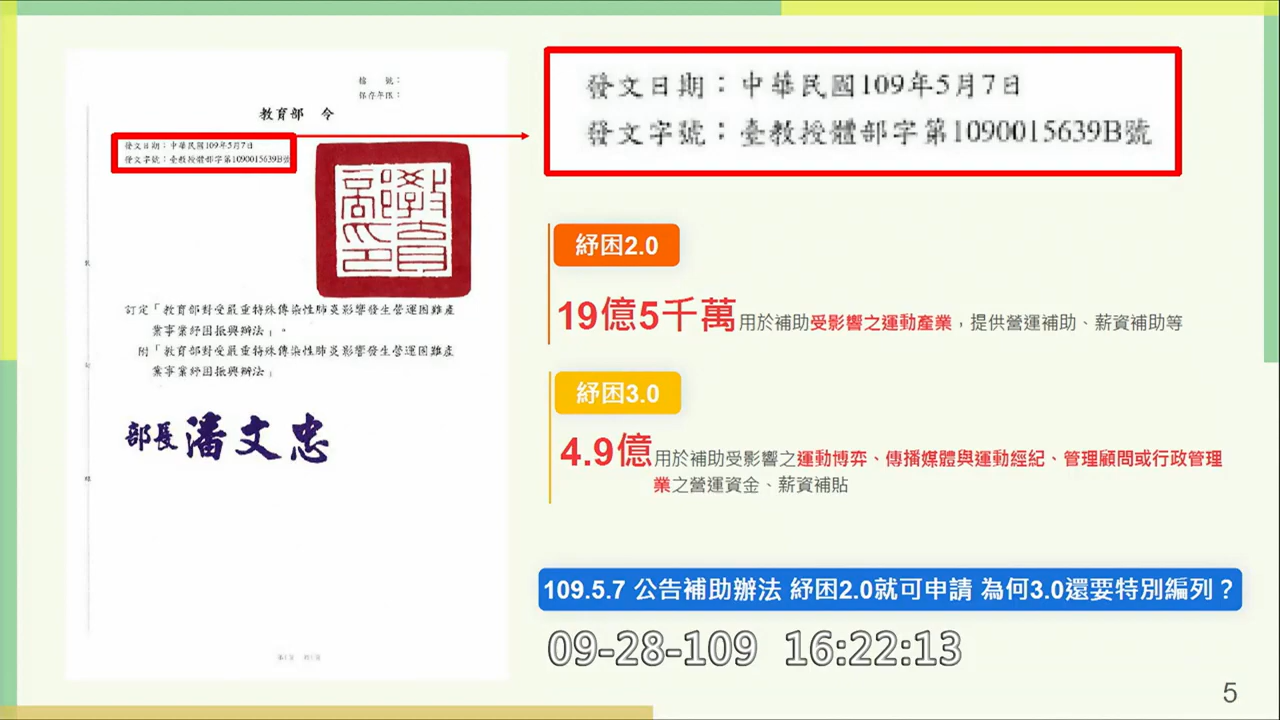 檔　　號：
保存年限：
教育部　令
發文日期：中華民國109年5月7日
發文字號：臺教授體部字第1090015639B號
訂定「教育部對受嚴重特殊傳染性肺炎影響發生營運困難產
業事業紓困振興辦法」。
附「教育部對受嚴重特殊傳染性肺炎影響發生營運困難產
業事業紓困振興辦法」
部長潘文忠
發文日期：中華民國109年5月7日
發文字號：臺教授體部字第1090015639B號
紓困2.0
19億5千萬用於補助受影響之運動產業，提供營運補助、薪資補助等
紓困3.0
4.9億用於補助受影響之運動博弈、傳播媒體與運動經紀、管理顧問或行政管理
業之營運資金、薪資補貼
109.5.7 公告補助辦法 紓困2.0就可申請 為何3.0還要特別編列？
09-28-109 16:22:13
5